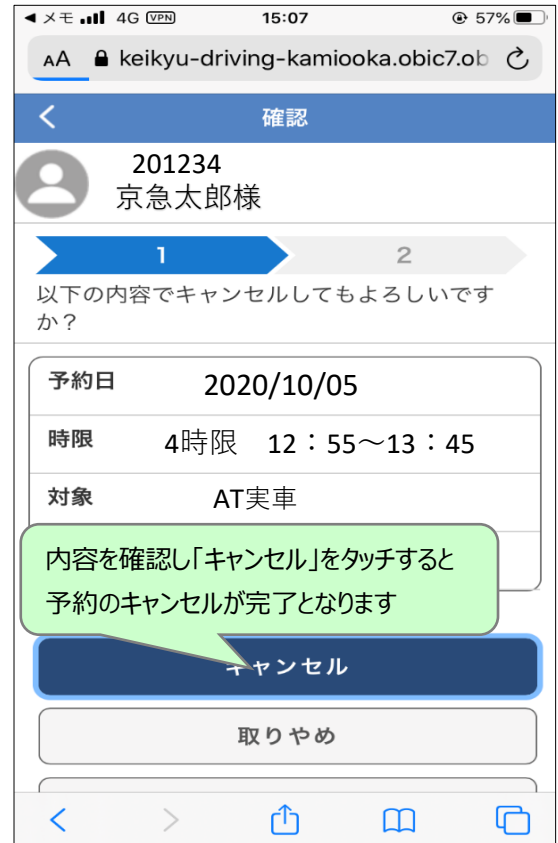 ◀メモ 4G VPN 15:07 57%
AA keikyu-driving-kamiooka.obic7.ob
確認
201234
京急太郎様
1 2
以下の内容でキャンセルしてもよろしいです
か？
予約日 2020/10/05
時限 4時限 12：55～13：45
対象 AT実車
内容を確認し「キャンセル」をタッチすると
予約のキャンセルが完了となります
キャンセル
取りやめ